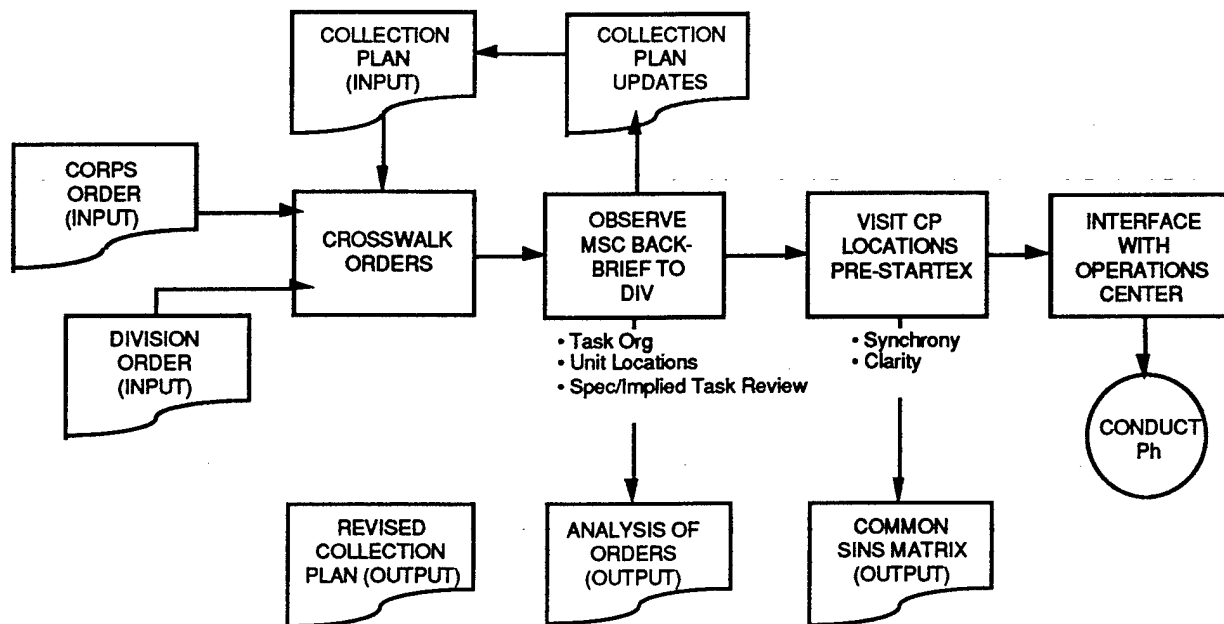 COLLECTION
PLAN
(INPUT)
COLLECTION
PLAN
UPDATES
CORPS
ORDER
(INPUT)
CROSSWALK
ORDERS
OBSERVE
MSC BACK-
BRIEF TO
DIV
VISIT CP
LOCATIONS
PRE-STARTEX
INTERFACE
WITH
OPERATIONS
CENTER
DIVISION
ORDER
(INPUT)
• Task Org
• Unit Locations
• Spec/Implied Task Review
• Synchrony
• Clarity
CONDUCT
Ph
REVISED
COLLECTION
PLAN (OUTPUT)
ANALYSIS OF
ORDERS
(OUTPUT)
COMMON
SINS MATRIX
(OUTPUT)